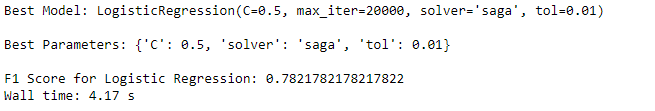 Best Model: LogisticRegression(C=0.5, max_iter=20000, solver='saga', tol=0.01)
Best Parameters: {'C': 0.5, 'solver': 'saga', 'tol': 0.01}
F1 Score for Logistic Regression: 0.7821782178217822
Wall time: 4.17 s